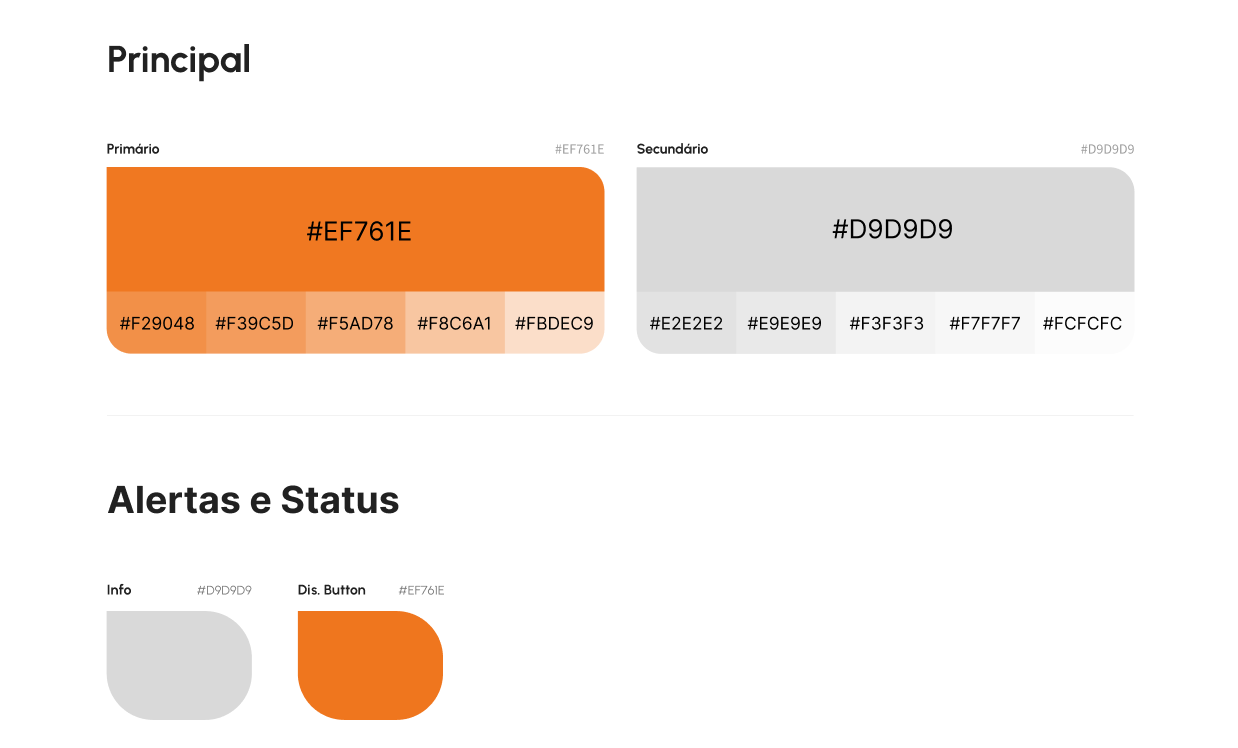 Principal
Primário #EF761E
Secundário #D9D9D9
#EF761E
#D9D9D9
#F29048 #F39C5D #F5AD78 #F8C6A1 #FBDEC9
#E2E2E2 #E9E9E9 #F3F3F3 #F7F7F7 #FCFCFC
Alertas e Status
Info #D9D9D9
Dis. Button #EF761E